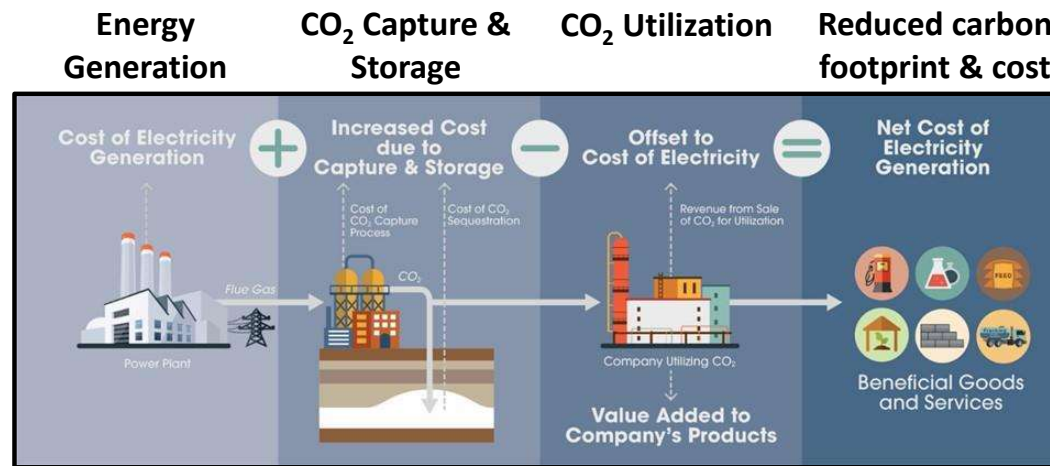 Energy
Generation
CO₂ Capture &
Storage
CO₂ Utilization
Reduced carbon
footprint & cost
Cost of Electricity
Generation
+
Increased Cost
due to
Capture & Storage
−
Offset to
Cost of Electricity
=
Net Cost of
Electricity
Generation
Cost of
CO₂ Capture
Process
Cost of CO₂
Sequestration
Revenue from Sale
of CO₂ for Utilization
Flue Gas
CO₂
FEED
Power Plant
Company Utilizing CO₂
Value Added to
Company's Products
Beneficial Goods
and Services